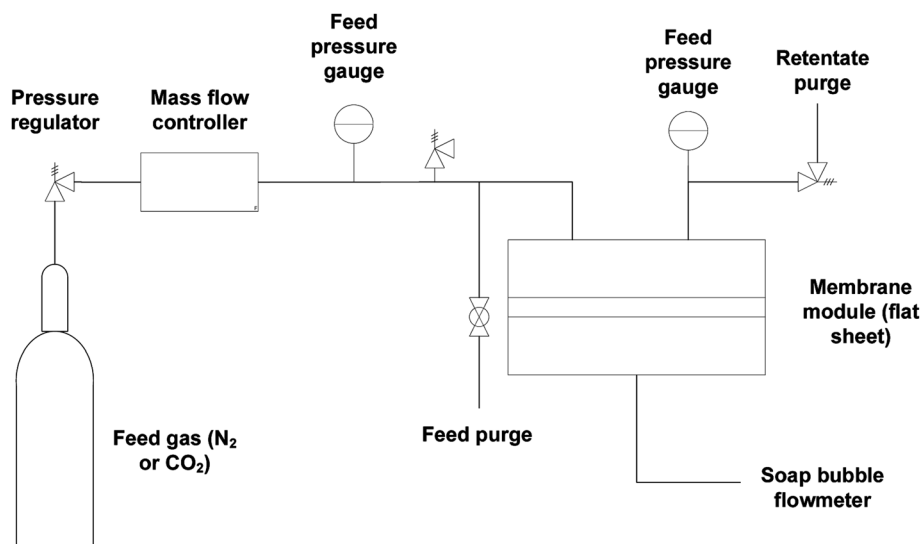 Feed
pressure
gauge
Feed
pressure
gauge
Retentate
purge
Pressure
regulator
Mass flow
controller
F
Membrane
module (flat
sheet)
Feed purge
Feed gas (N₂
or CO₂)
Soap bubble
flowmeter